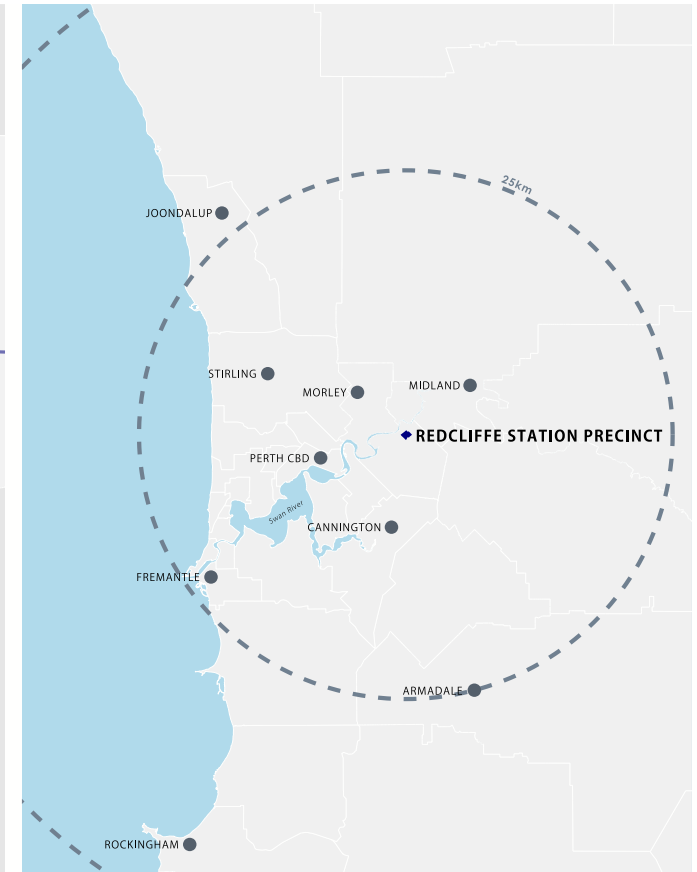 25km
JOONDALUP
STIRLING
MORLEY
MIDLAND
REDCLIFFE STATION PRECINCT
PERTH CBD
Swan River
CANNINGTON
FREMANTLE
ARMADALE
ROCKINGHAM